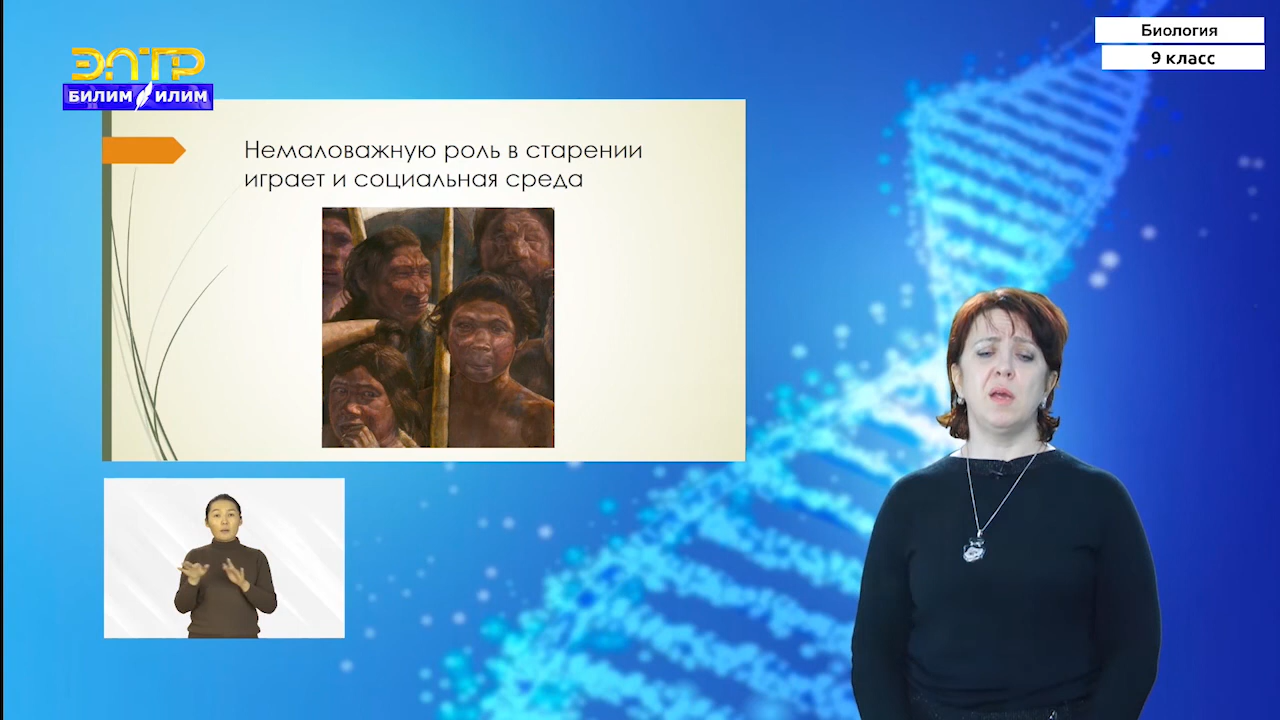 Биология
9 класс
ЭЛТР
БИЛИМ ИЛИМ
Немаловажную роль в старении
играет и социальная среда